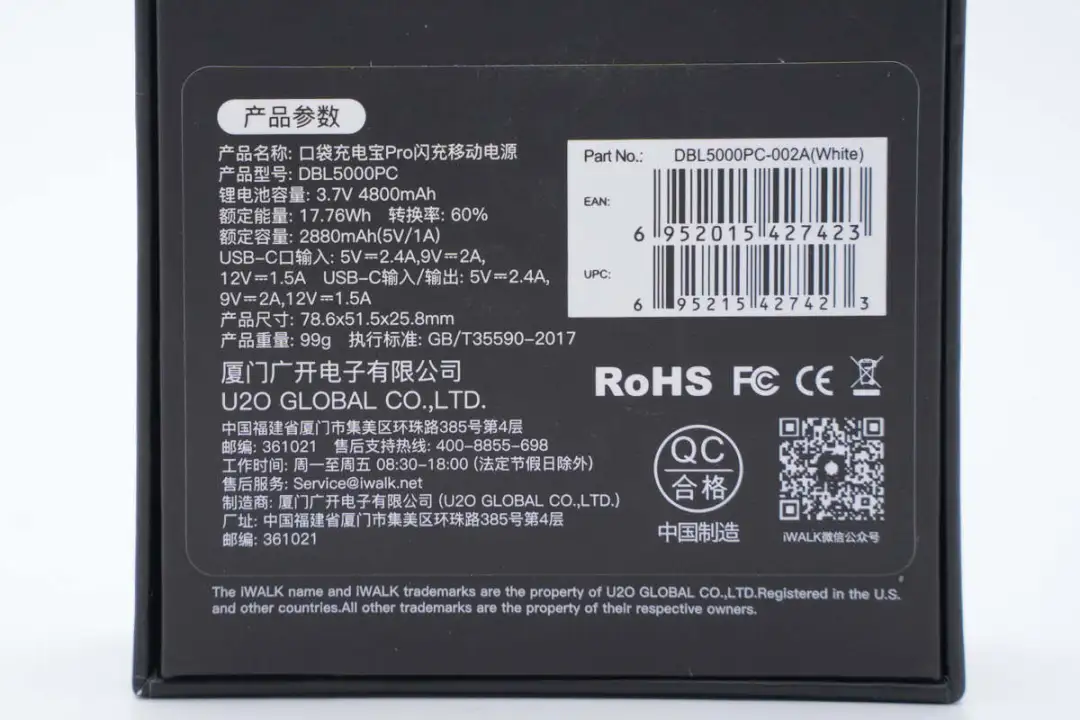 产品参数
产品名称: 口袋充电宝Pro闪充移动电源
产品型号: DBL5000PC
锂电池容量: 3.7V 4800mAh
额定能量: 17.76Wh 转换率: 60%
额定容量: 2880mAh(5V/1A)
USB-C口输入: 5V⎓2.4A,9V⎓2A,
12V⎓1.5A USB-C输入/输出: 5V⎓2.4A,
9V⎓2A,12V⎓1.5A
产品尺寸: 78.6x51.5x25.8mm
产品重量: 99g 执行标准: GB/T35590-2017
厦门广开电子有限公司
U2O GLOBAL CO.,LTD.
中国福建省厦门市集美区环珠路385号第4层
邮编: 361021 售后支持热线: 400-8855-698
工作时间: 周一至周五 08:30-18:00 (法定节假日除外)
售后服务: Service@iwalk.net
制造商: 厦门广开电子有限公司 (U2O GLOBAL CO.,LTD.)
厂址: 中国福建省厦门市集美区环珠路385号第4层
邮编: 361021
Part No.: DBL5000PC-002A(White)
EAN:
6 952015 427423
UPC:
6 95215 42742 3
RoHS FC CE
QC
合格
中国制造
iWALK微信公众号
The iWALK name and iWALK trademarks are the property of U2O GLOBAL CO.,LTD.Registered in the U.S.
and other countries.All other trademarks are the property of their respective owners.